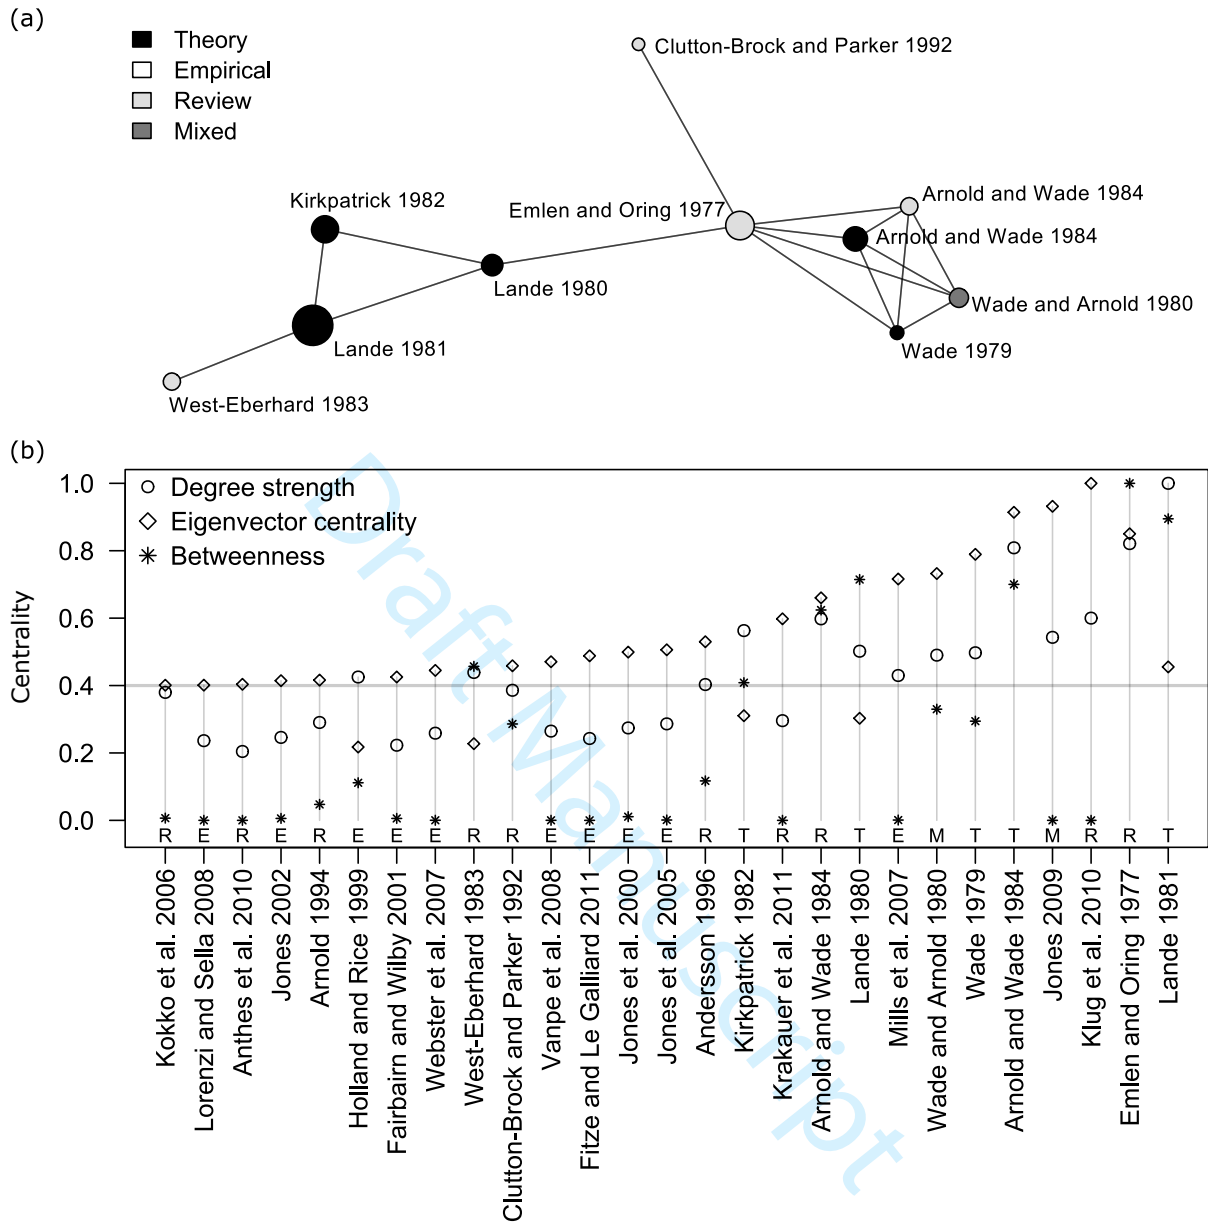 (a)
Theory
Empirical
Review
Mixed
Clutton-Brock and Parker 1992
Kirkpatrick 1982
Emlen and Oring 1977
Arnold and Wade 1984
Arnold and Wade 1984
Lande 1980
Wade and Arnold 1980
Lande 1981
Wade 1979
West-Eberhard 1983
(b)
Degree strength
Eigenvector centrality
Betweenness
Centrality
1.0
0.8
0.6
0.4
0.2
0.0
R E R E R E E E R R E E E E R T R R T E M T T M R R T
Kokko et al. 2006
Lorenzi and Sella 2008
Anthes et al. 2010
Jones 2002
Arnold 1994
Holland and Rice 1999
Fairbairn and Wilby 2001
Webster et al. 2007
West-Eberhard 1983
Clutton-Brock and Parker 1992
Vanpe et al. 2008
Fitze and Le Galliard 2011
Jones et al. 2000
Jones et al. 2005
Andersson 1996
Kirkpatrick 1982
Krakauer et al. 2011
Arnold and Wade 1984
Lande 1980
Mills et al. 2007
Wade and Arnold 1980
Wade 1979
Arnold and Wade 1984
Jones 2009
Klug et al. 2010
Emlen and Oring 1977
Lande 1981
Draft Manuscript